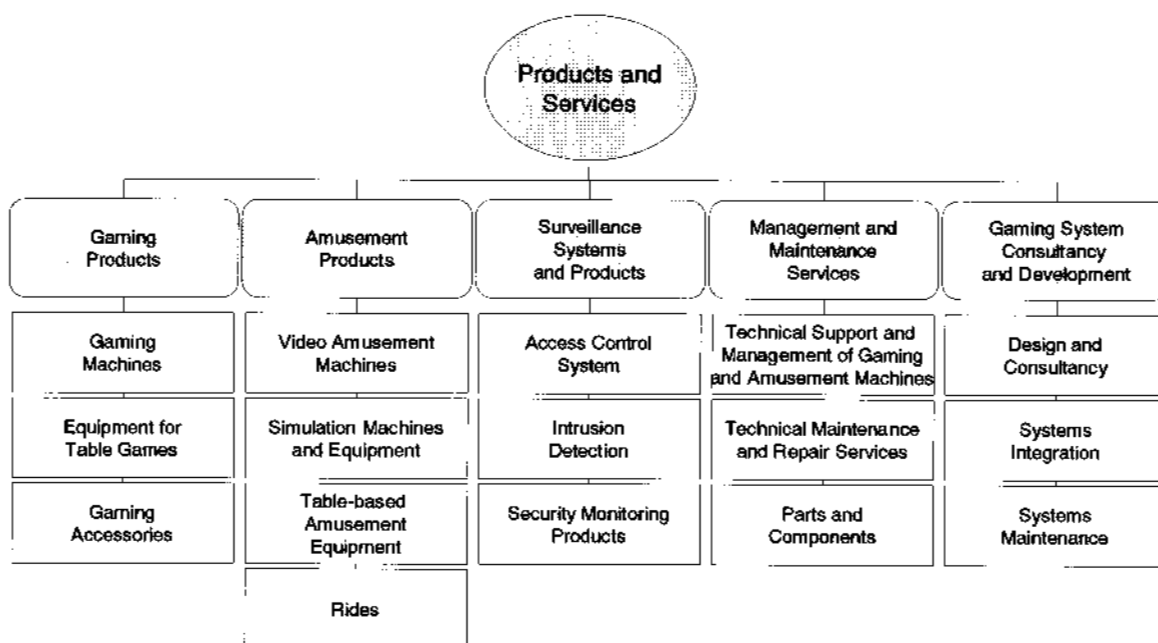 Products and
Services
Gaming
Products
Gaming
Machines
Equipment for
Table Games
Gaming
Accessories
Amusement
Products
Video Amusement
Machines
Simulation Machines
and Equipment
Table-based
Amusement
Equipment
Rides
Surveillance
Systems
and Products
Access Control
System
Intrusion
Detection
Security Monitoring
Products
Management and
Maintenance
Services
Technical Support and
Management of Gaming
and Amusement Machines
Technical Maintenance
and Repair Services
Parts and
Components
Gaming System
Consultancy
and Development
Design and
Consultancy
Systems
Integration
Systems
Maintenance